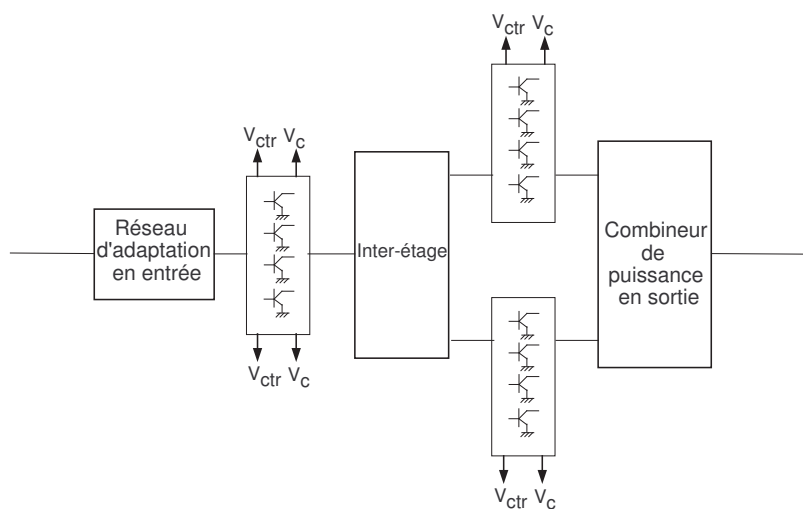 Vctr Vc
Vctr Vc
Réseau
d'adaptation
en entrée
Inter-étage
Combineur
de
puissance
en sortie
Vctr Vc
Vctr Vc